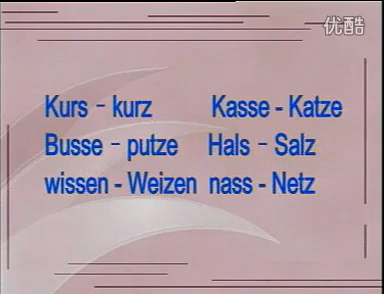 优酷
Kurs - kurz Kasse - Katze
Busse - putze Hals - Salz
wissen - Weizen nass - Netz